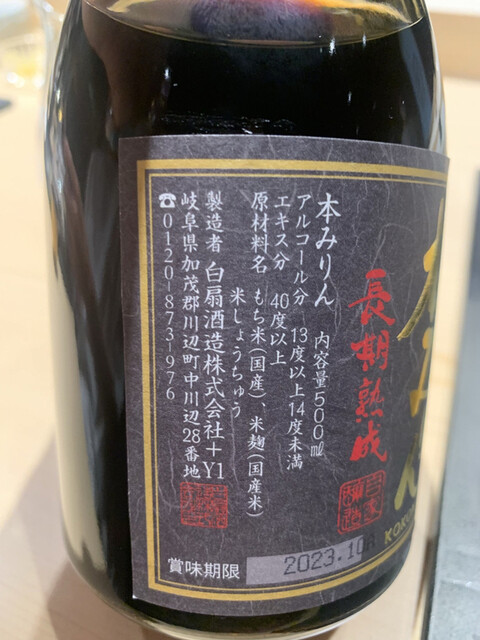 長期熟成
本みりん 内容量500ml
アルコール分 13度以上14度未満
エキス分 40度以上
原材料名 もち米(国産)、米麹(国産米)
米しょうちゅう
製造者 白扇酒造株式会社+Y1
岐阜県加茂郡川辺町中川辺28番地
☎0120-873-976
賞味期限 2023.10